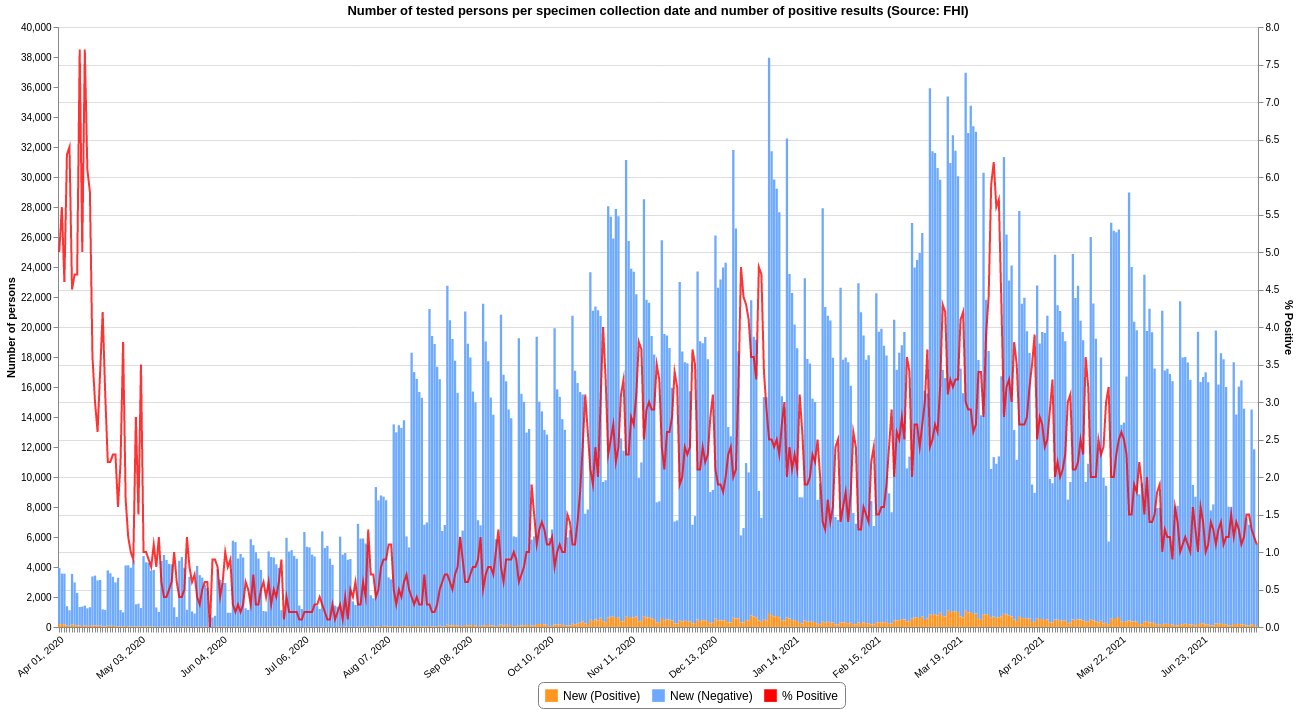 Number of tested persons per specimen collection date and number of positive results (Source: FHI)
40,000
38,000
36,000
34,000
32,000
30,000
28,000
26,000
24,000
22,000
20,000
18,000
16,000
14,000
12,000
10,000
8,000
6,000
4,000
2,000
0
Number of persons
8.0
7.5
7.0
6.5
6.0
5.5
5.0
4.5
4.0
3.5
3.0
2.5
2.0
1.5
1.0
0.5
0.0
% Positive
Apr 01, 2020
May 03, 2020
Jun 04, 2020
Jul 06, 2020
Aug 07, 2020
Sep 08, 2020
Oct 10, 2020
Nov 11, 2020
Dec 13, 2020
Jan 14, 2021
Feb 15, 2021
Mar 19, 2021
Apr 20, 2021
May 22, 2021
Jun 23, 2021
New (Positive) New (Negative) % Positive